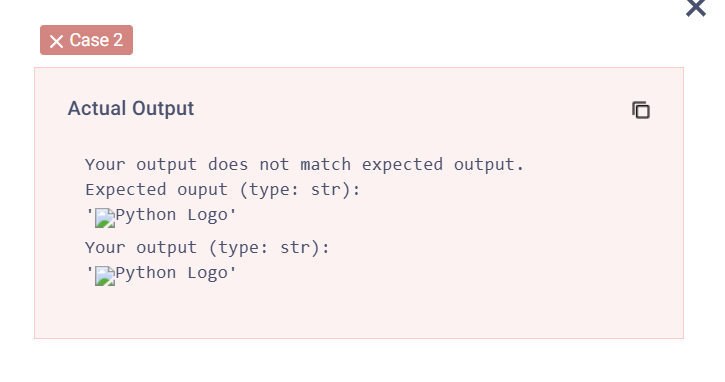 Case 2
Actual Output
Your output does not match expected output.
Expected ouput (type: str):
'Python Logo'
Your output (type: str):
'Python Logo'